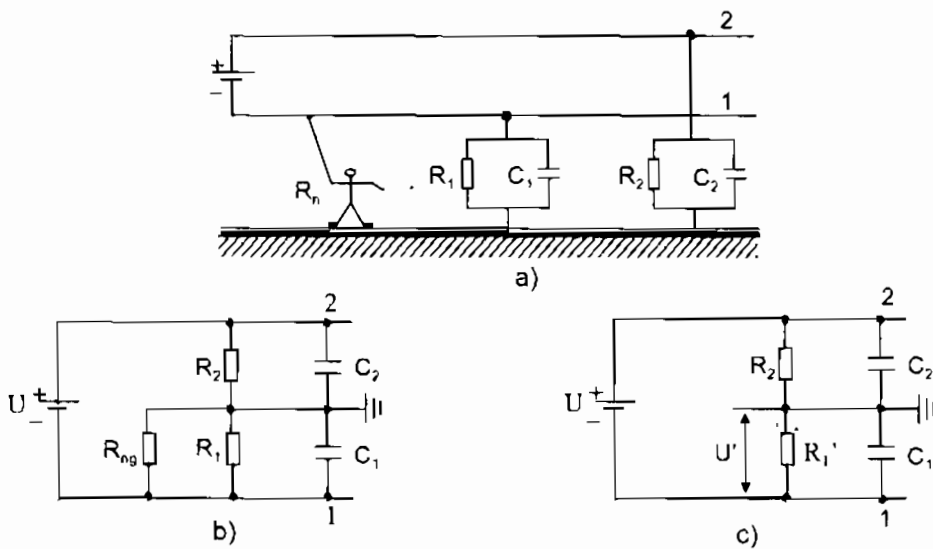 2
+
−
1
Rn R1 C1 R2 C2
a)
2
R2 C2
U +
−
Rng R1 C1
1
b)
2
R2 C2
U +
−
U' R1' C1
1
c)